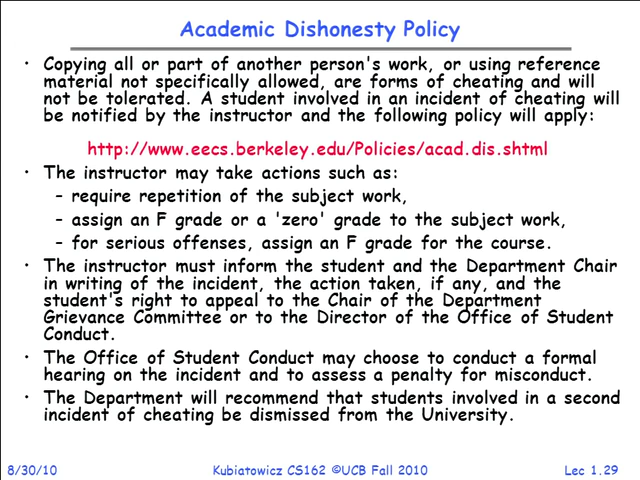 Academic Dishonesty Policy
• Copying all or part of another person's work, or using reference
material not specifically allowed, are forms of cheating and will
not be tolerated. A student involved in an incident of cheating will
be notified by the instructor and the following policy will apply:
http://www.eecs.berkeley.edu/Policies/acad.dis.shtml
• The instructor may take actions such as:
– require repetition of the subject work,
– assign an F grade or a 'zero' grade to the subject work,
– for serious offenses, assign an F grade for the course.
• The instructor must inform the student and the Department Chair
in writing of the incident, the action taken, if any, and the
student's right to appeal to the Chair of the Department
Grievance Committee or to the Director of the Office of Student
Conduct.
• The Office of Student Conduct may choose to conduct a formal
hearing on the incident and to assess a penalty for misconduct.
• The Department will recommend that students involved in a second
incident of cheating be dismissed from the University.
8/30/10 Kubiatowicz CS162 ©UCB Fall 2010 Lec 1.29